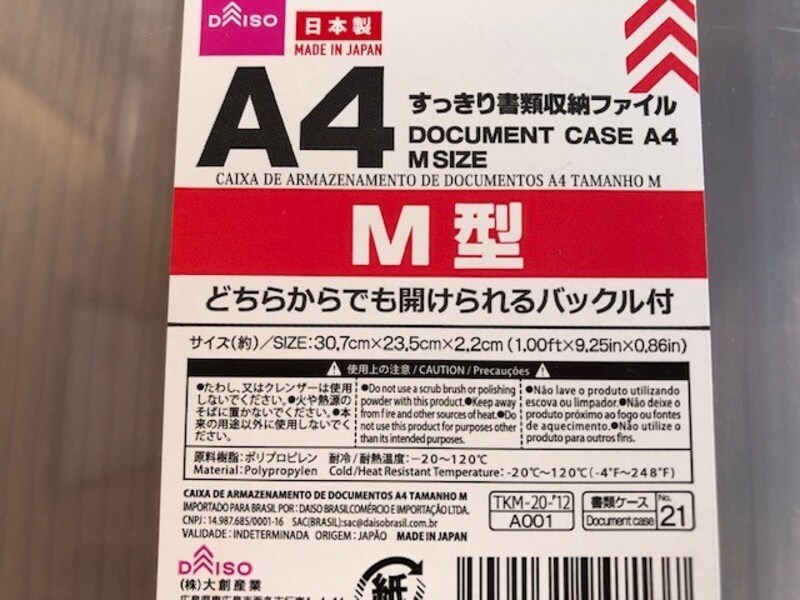 DAISO
日本製
MADE IN JAPAN
A4
すっきり書類収納ファイル
DOCUMENT CASE A4
M SIZE
CAIXA DE ARMAZENAMENTO DE DOCUMENTOS A4 TAMANHO M
M型
どちらからでも開けられるバックル付
サイズ(約)/SIZE:30.7cm×23.5cm×2.2cm (1.00ft×9.25in×0.86in)
使用上の注意 / CAUTION / Precauções
●たわし、又はクレンザーは使用
しないでください。●火や熱源の
そばに置かないでください。●本
来の用途以外に使用しないでく
ださい。
●Do not use a scrub brush or polishing
powder with this product.●Keep away
from fire and other sources of heat.●Do
not use this product for purposes other
than its intended purposes.
●Não lave o produto utilizando
escova ou limpador.●Não deixe o
produto próximo ao fogo ou fontes
de aquecimento.●Não utilize o
produto para outros fins.
原料樹脂:ポリプロピレン 耐冷/耐熱温度:−20〜120℃
Material:Polypropylen Cold/Heat Resistant Temperature: -20℃〜120℃(-4℉〜248℉)
CAIXA DE ARMAZENAMENTO DE DOCUMENTOS A4 TAMANHO M
IMPORTADO PARA BRASIL POR: DAISO BRASIL COMÉRCIO E IMPORTAÇÃO LTDA.
CNPJ: 14.987.685/0001-16 SAC(BRASIL):sac@daisobrasil.com.br
VALIDADE: INDETERMINADA ORIGEM: JAPÃO MADE IN JAPAN
TKM-20-'12
A001
書類ケース
Document case
No.
21
DAISO
(株)大創産業
紙